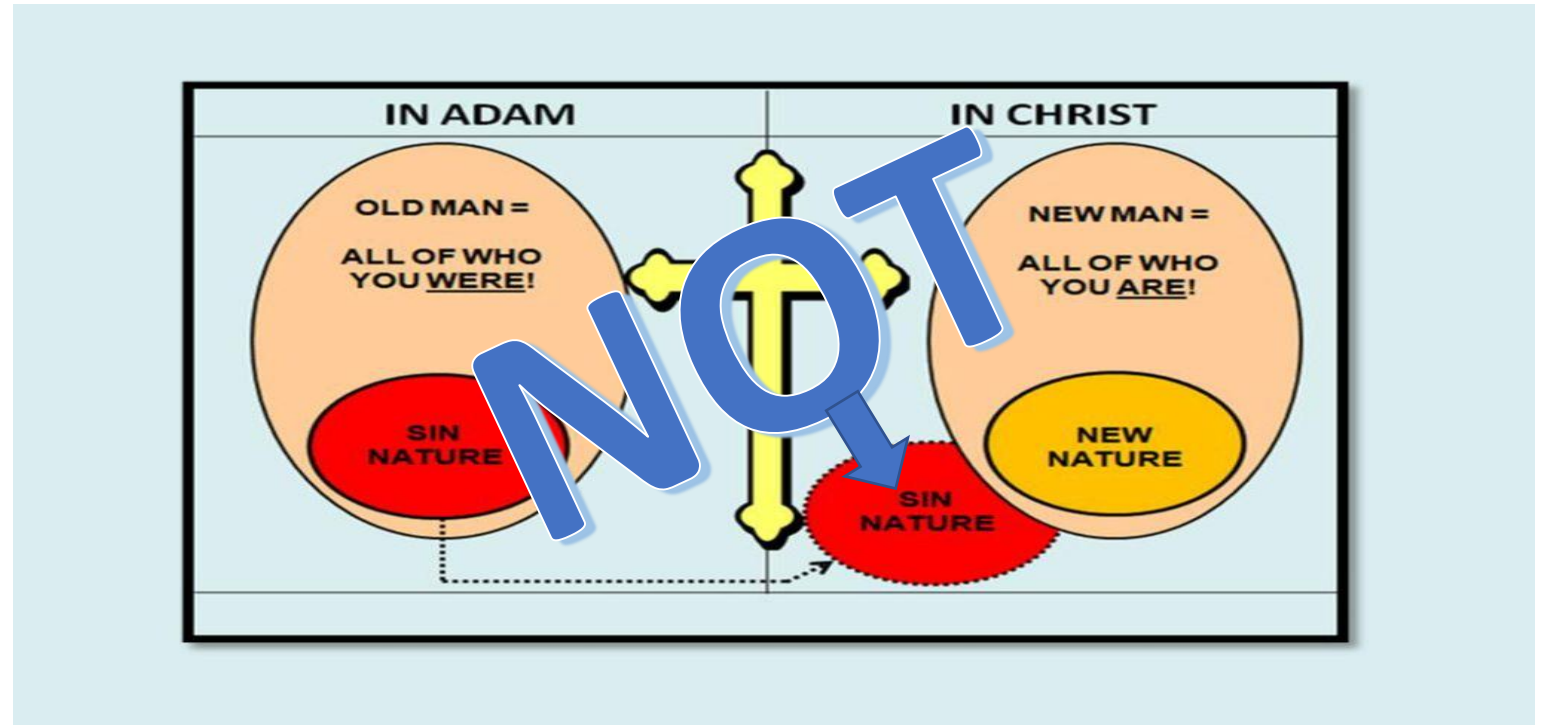 IN ADAM
IN CHRIST
OLD MAN =
ALL OF WHO
YOU WERE!
SIN
NATURE
NOT
NEW MAN =
ALL OF WHO
YOU ARE!
NEW
NATURE
SIN
NATURE